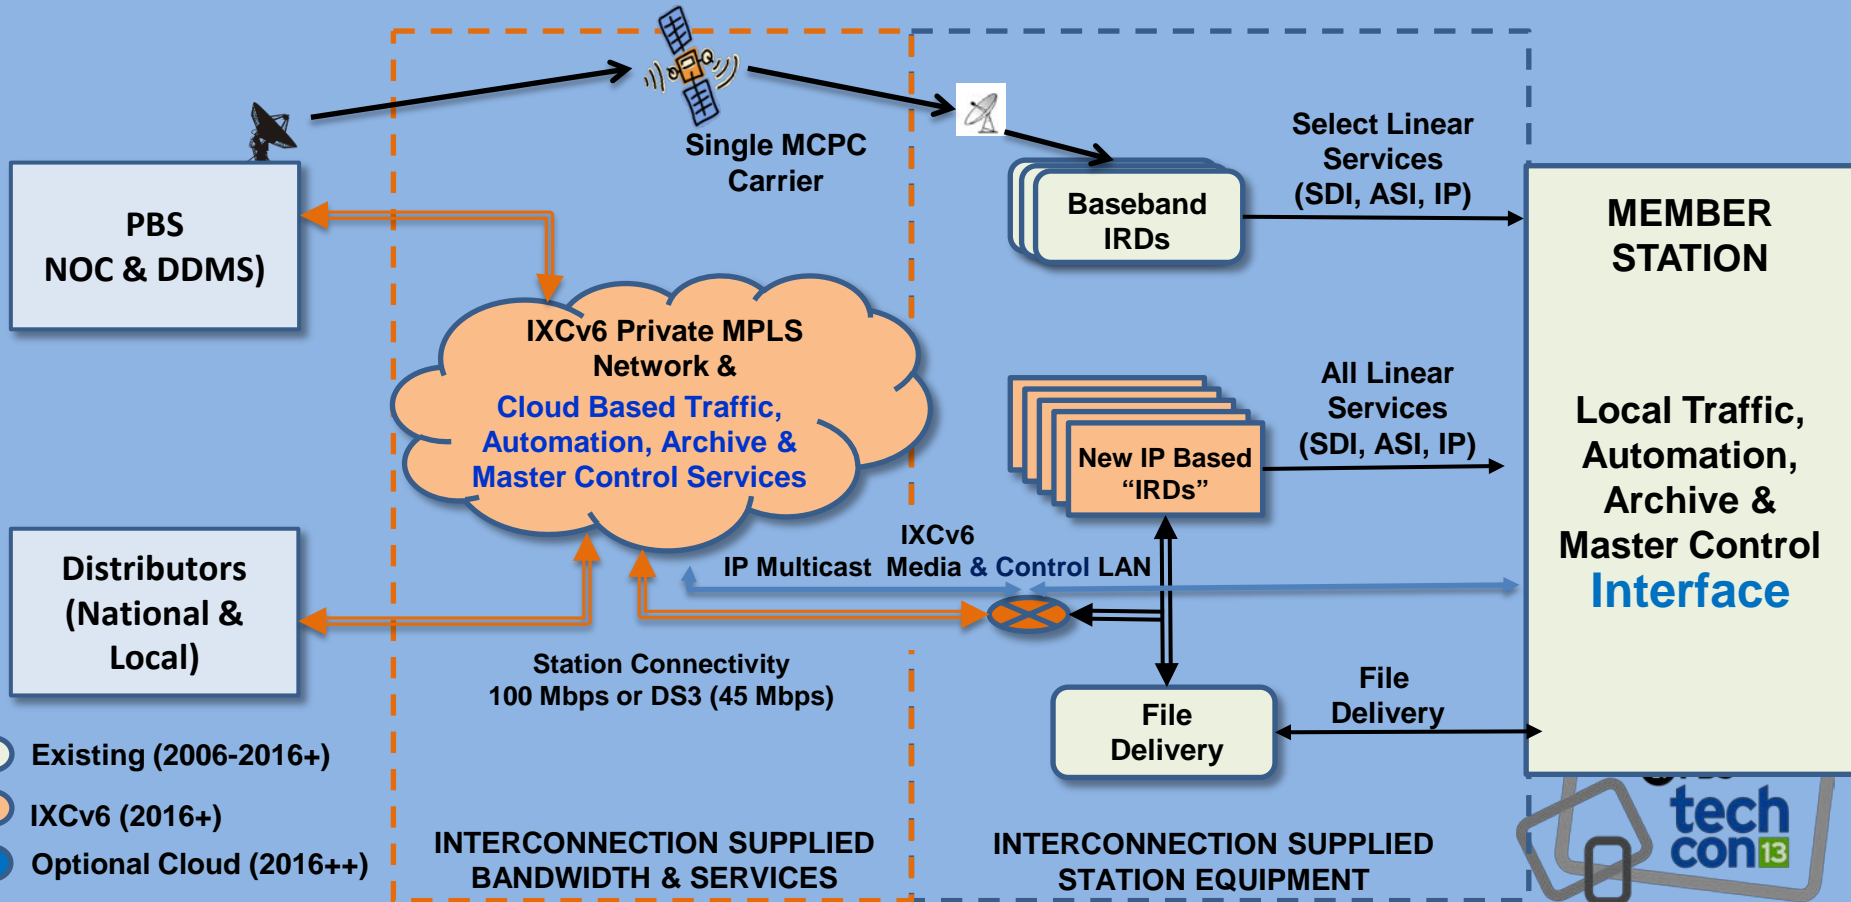 Single MCPC
Carrier
PBS
NOC & DDMS)
Select Linear
Services
(SDI, ASI, IP)
Baseband
IRDs
MEMBER
STATION
IXCv6 Private MPLS
Network &
Cloud Based Traffic,
Automation, Archive &
Master Control Services
All Linear
Services
(SDI, ASI, IP)
New IP Based
“IRDs”
Local Traffic,
Automation,
Archive &
Master Control
Interface
IXCv6
IP Multicast Media & Control LAN
Distributors
(National &
Local)
Station Connectivity
100 Mbps or DS3 (45 Mbps)
File
Delivery
File
Delivery
Existing (2006-2016+)
IXCv6 (2016+)
Optional Cloud (2016++)
INTERCONNECTION SUPPLIED
BANDWIDTH & SERVICES
INTERCONNECTION SUPPLIED
STATION EQUIPMENT
tech
con13